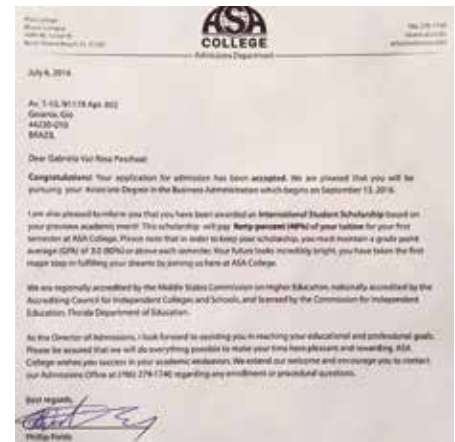 ASA
COLLEGE
Admissions Department
July 6, 2016
Av. T-10, N1178 Apt. 602
Goiania, Gio
BRAZIL
Dear Gabriela Vaz Rosa Paschoal
Congratulations! Your application for admission has been accepted. We are pleased that you will be
pursuing your Associate Degree in the Business Administration which begins on September 13, 2016.
I am also pleased to inform you that you have been awarded an International Student Scholarship based on
your previous academic merit! This scholarship will pay forty-percent (40%) of your tuition for your first
semester at ASA College. Please note that in order to keep your scholarship, you must maintain a grade point
average (GPA) of 3.0 (80%) or above each semester. Your future looks incredibly bright, you have taken the first
major step in fulfilling your dreams by joining us here at ASA College.
We are regionally accredited by the Middle States Commission on Higher Education, nationally accredited by the
Accrediting Council for Independent Colleges and Schools, and licensed by the Commission for Independent
Education, Florida Department of Education.
As the Director of Admissions, I look forward to assisting you in reaching your educational and professional goals.
Please be assured that we will do everything possible to make your time here pleasant and rewarding. ASA
College wishes you success in your academic endeavors. We extend our welcome and encourage you to contact
our Admissions Office at regarding any enrollment or procedural questions.
Best regards,
Phillip